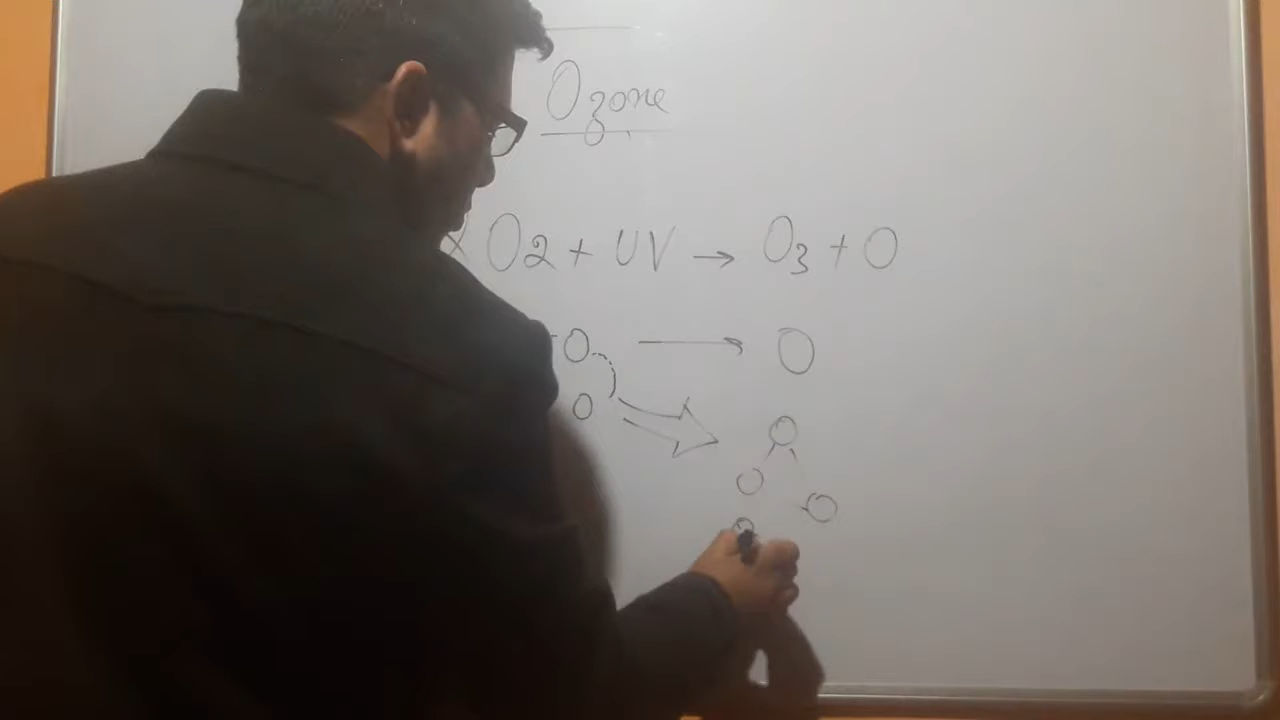 Ozone
O2 + UV → O3 + O
O → O
O O
O O
O